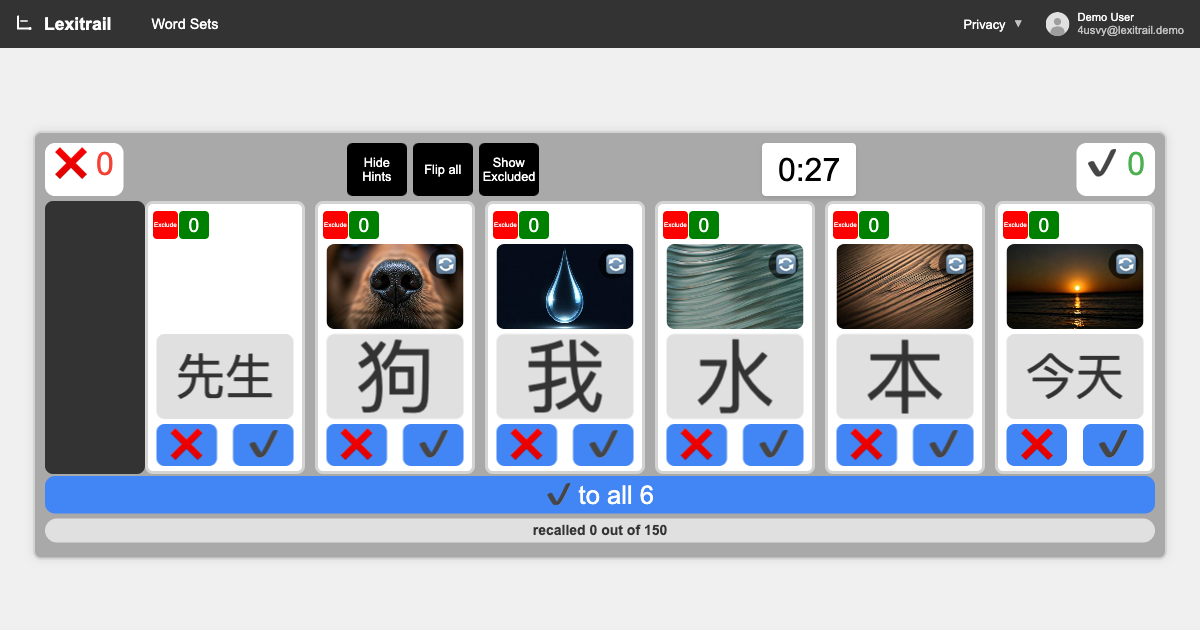 Lexitrail
Word Sets
Privacy ▼
Demo User
4usvy@lexitrail.demo
❌ 0
Hide Hints
Flip all
Show Excluded
0:27
✔ 0
Exclude 0
Exclude 0
Exclude 0
Exclude 0
Exclude 0
Exclude 0
先生
狗
我
水
本
今天
✔ to all 6
recalled 0 out of 150